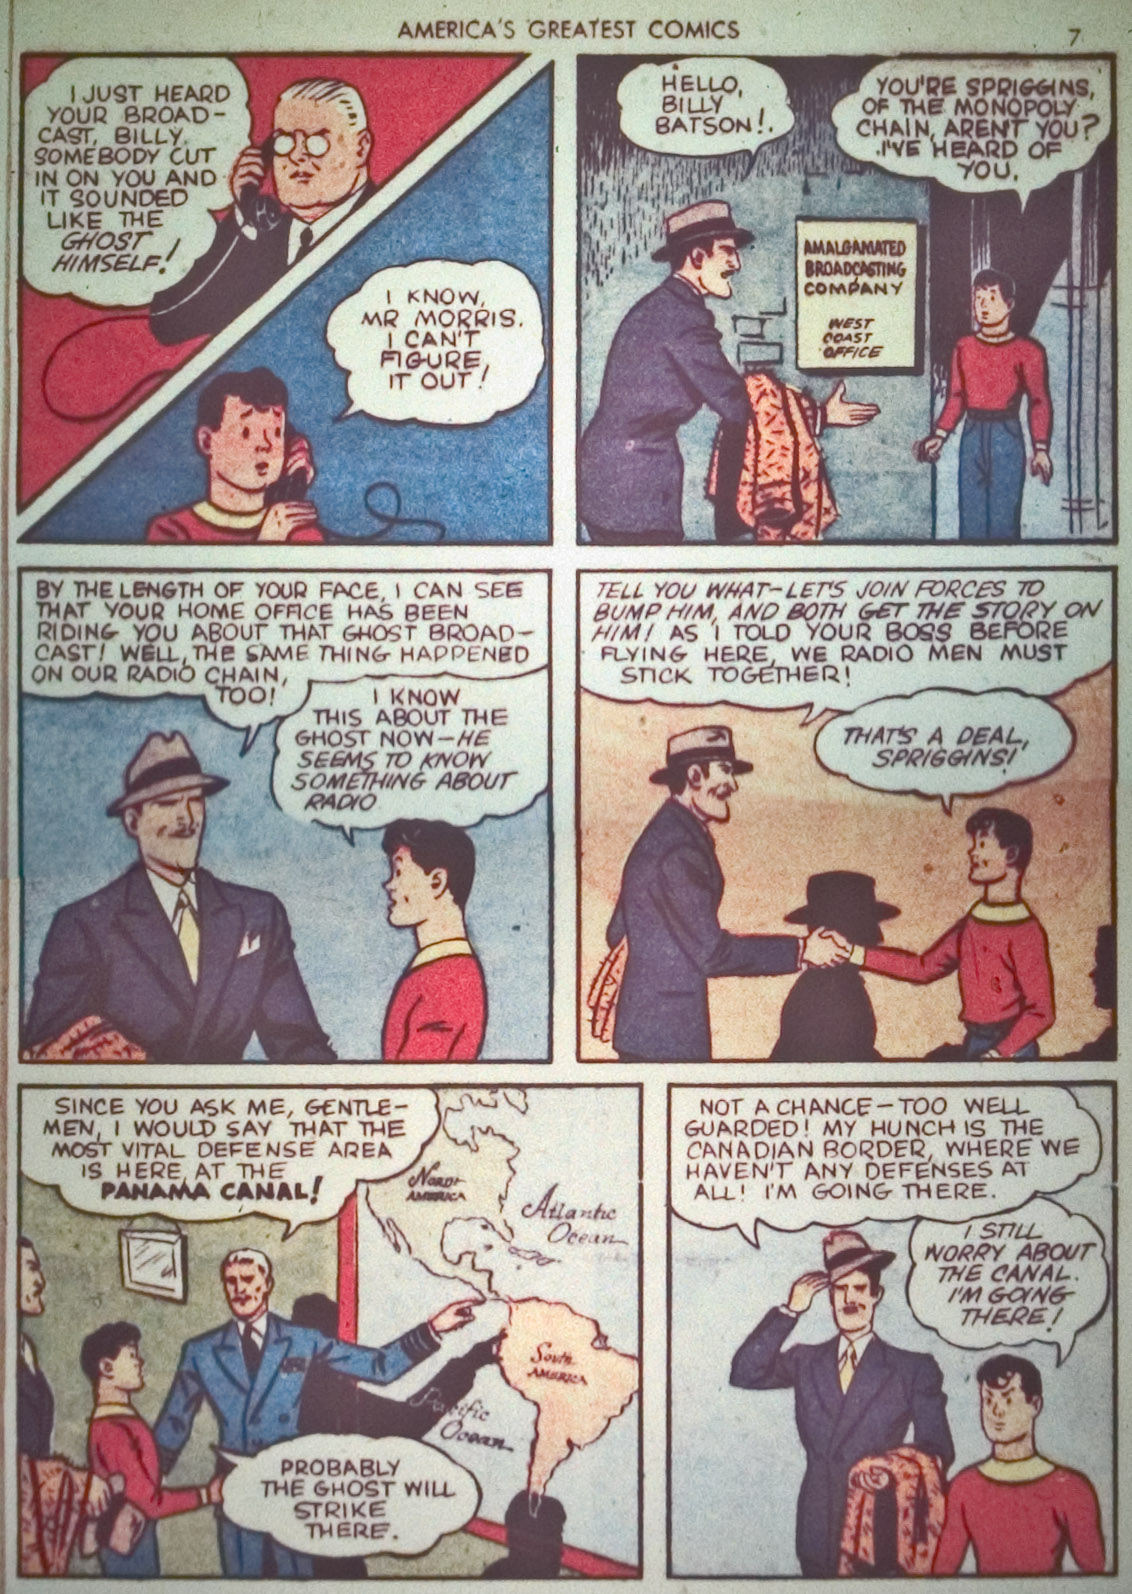 AMERICA'S GREATEST COMICS
7
I JUST HEARD
YOUR BROAD-
CAST, BILLY.
SOMEBODY CUT
IN ON YOU AND
IT SOUNDED
LIKE THE
GHOST
HIMSELF!
I KNOW,
MR MORRIS.
I CAN'T
FIGURE
IT OUT!
HELLO,
BILLY
BATSON!
YOU'RE SPRIGGINS,
OF THE MONOPOLY
CHAIN, ARENT YOU?
I'VE HEARD OF
YOU.
AMALGAMATED
BROADCASTING
COMPANY
WEST
COAST
OFFICE
BY THE LENGTH OF YOUR FACE, I CAN SEE
THAT YOUR HOME OFFICE HAS BEEN
RIDING YOU ABOUT THAT GHOST BROAD-
CAST! WELL, THE SAME THING HAPPENED
ON OUR RADIO CHAIN,
TOO!
I KNOW
THIS ABOUT THE
GHOST NOW—HE
SEEMS TO KNOW
SOMETHING ABOUT
RADIO
TELL YOU WHAT—LET'S JOIN FORCES TO
BUMP HIM, AND BOTH GET THE STORY ON
HIM! AS I TOLD YOUR BOSS BEFORE
FLYING HERE, WE RADIO MEN MUST
STICK TOGETHER!
THAT'S A DEAL,
SPRIGGINS!
SINCE YOU ASK ME, GENTLE-
MEN, I WOULD SAY THAT THE
MOST VITAL DEFENSE AREA
IS HERE, AT THE
PANAMA CANAL!
North
AMERICA
Atlantic
Ocean
South
AMERICA
Pacific
Ocean
PROBABLY
THE GHOST WILL
STRIKE
THERE.
NOT A CHANCE—TOO WELL
GUARDED! MY HUNCH IS THE
CANADIAN BORDER, WHERE WE
HAVEN'T ANY DEFENSES AT
ALL! I'M GOING THERE.
I STILL
WORRY ABOUT
THE CANAL.
I'M GOING
THERE!